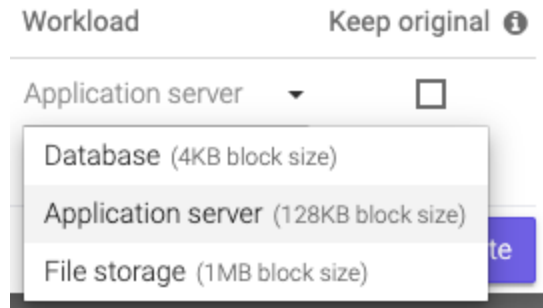 Workload Keep original
Application server
Database (4KB block size)
Application server (128KB block size)
te
File storage (1MB block size)